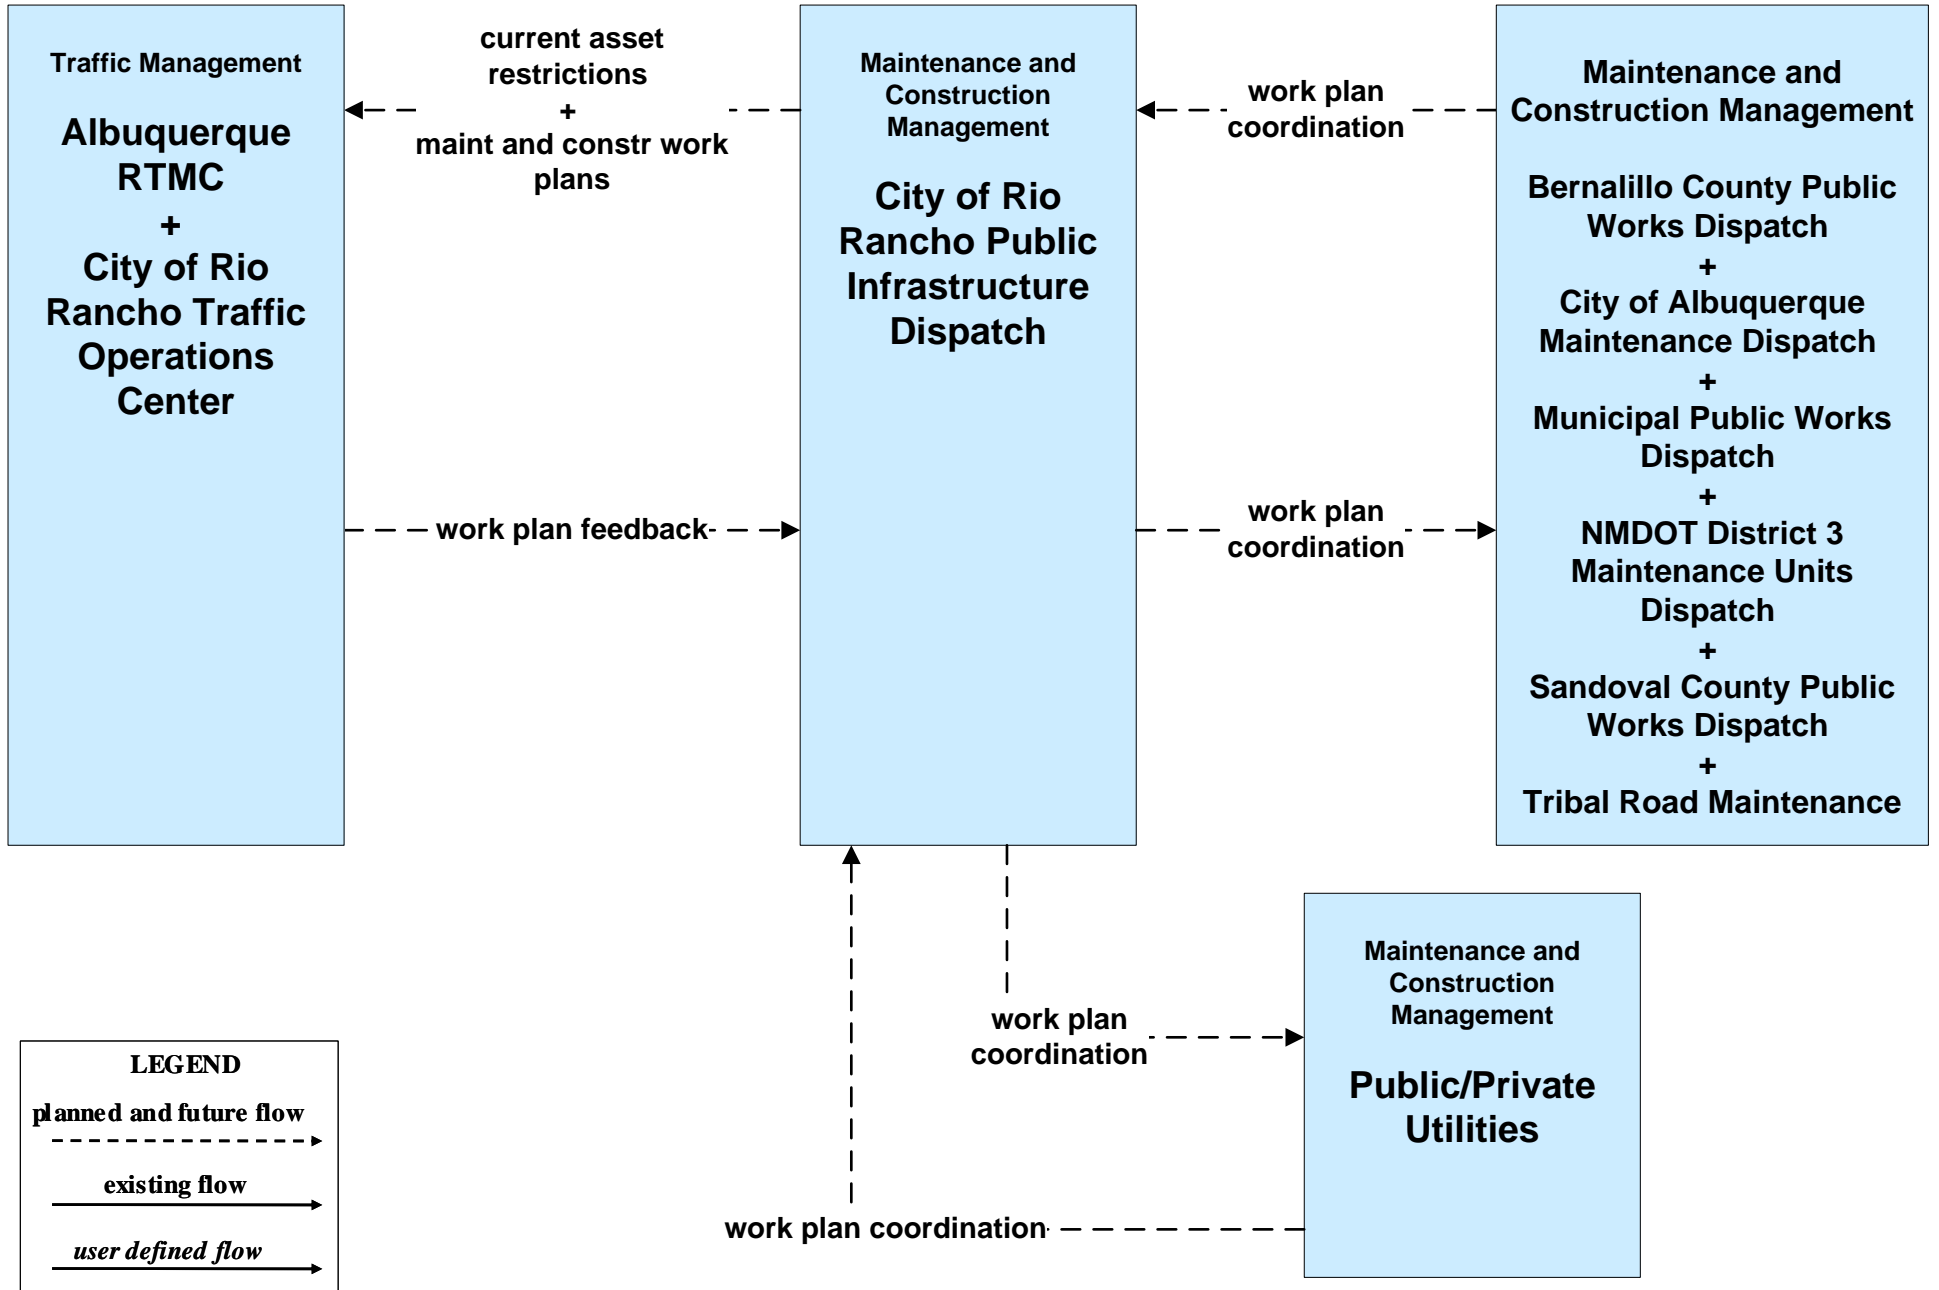 Traffic Management
Albuquerque
RTMC
+
City of Rio
Rancho Traffic
Operations
Center
current asset
restrictions
+
maint and constr work
plans
work plan feedback
Maintenance and
Construction
Management
City of Rio
Rancho Public
Infrastructure
Dispatch
work plan
coordination
work plan
coordination
Maintenance and
Construction Management
Bernalillo County Public
Works Dispatch
+
City of Albuquerque
Maintenance Dispatch
+
Municipal Public Works
Dispatch
+
NMDOT District 3
Maintenance Units
Dispatch
+
Sandoval County Public
Works Dispatch
+
Tribal Road Maintenance
work plan
coordination
Maintenance and
Construction
Management
Public/Private
Utilities
work plan coordination
LEGEND
planned and future flow
existing flow
user defined flow